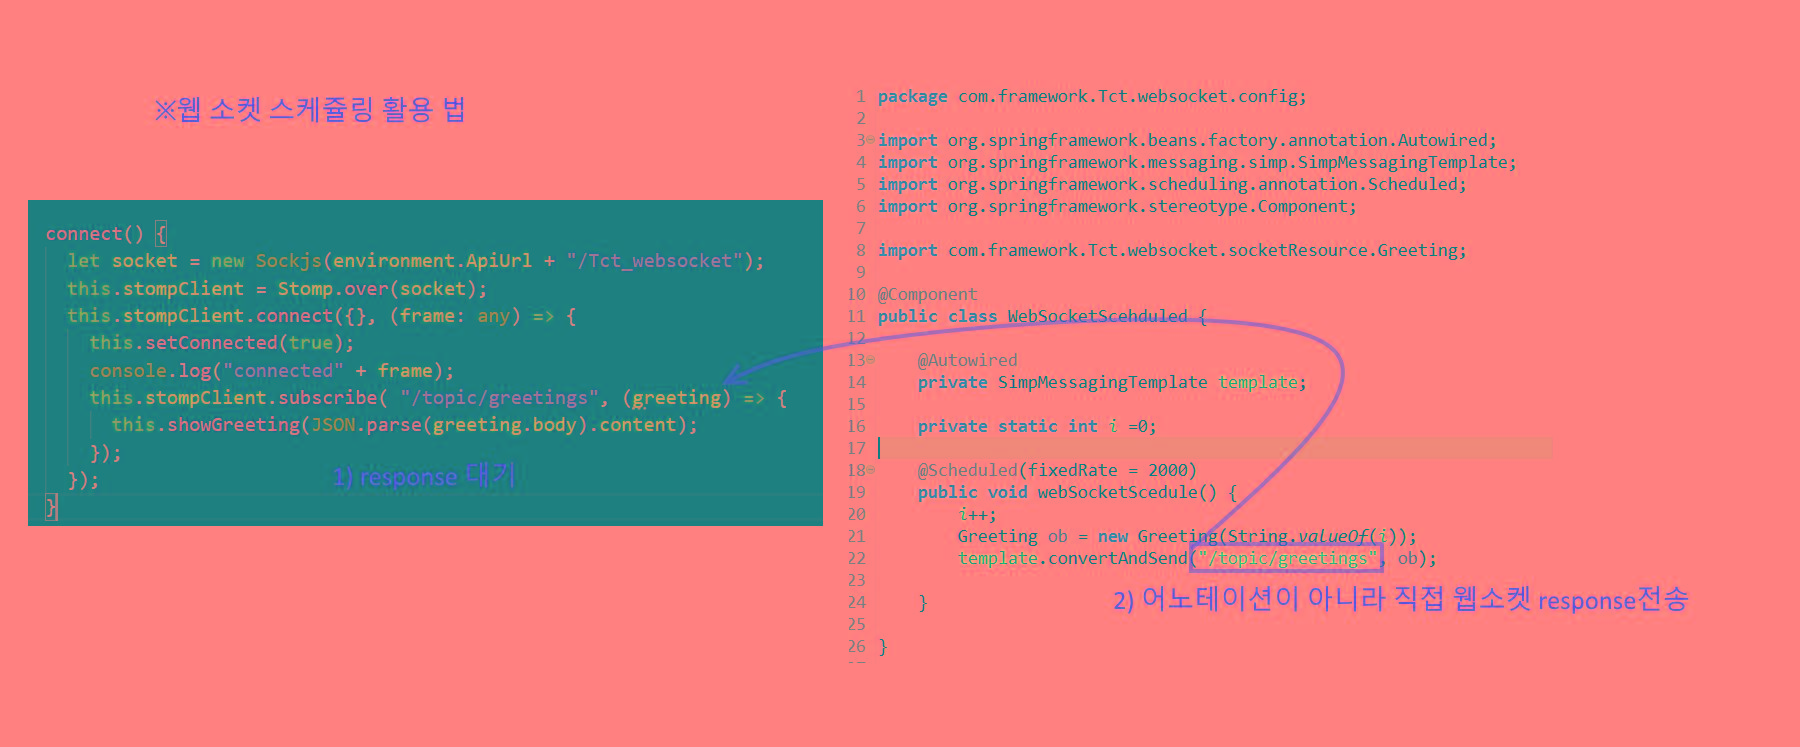 ※웹 소켓 스케쥴링 활용 법
connect() {
let socket = new Sockjs(environment.ApiUrl + "/Tct_websocket");
this.stompClient = Stomp.over(socket);
this.stompClient.connect({}, (frame: any) => {
this.setConnected(true);
console.log("connected" + frame);
this.stompClient.subscribe( "/topic/greetings", (greeting) => {
this.showGreeting(JSON.parse(greeting.body).content);
});
});
}
1) response 대기
1 package com.framework.Tct.websocket.config;
2
3 import org.springframework.beans.factory.annotation.Autowired;
4 import org.springframework.messaging.simp.SimpMessagingTemplate;
5 import org.springframework.scheduling.annotation.Scheduled;
6 import org.springframework.stereotype.Component;
7
8 import com.framework.Tct.websocket.socketResource.Greeting;
9
10 @Component
11 public class WebSocketScehduled {
12
13 @Autowired
14 private SimpMessagingTemplate template;
15
16 private static int i =0;
17
18 @Scheduled(fixedRate = 2000)
19 public void webSocketScedule() {
20 i++;
21 Greeting ob = new Greeting(String.valueOf(i));
22 template.convertAndSend("/topic/greetings", ob);
23
24 }
25
26 }
2) 어노테이션이 아니라 직접 웹소켓 response전송